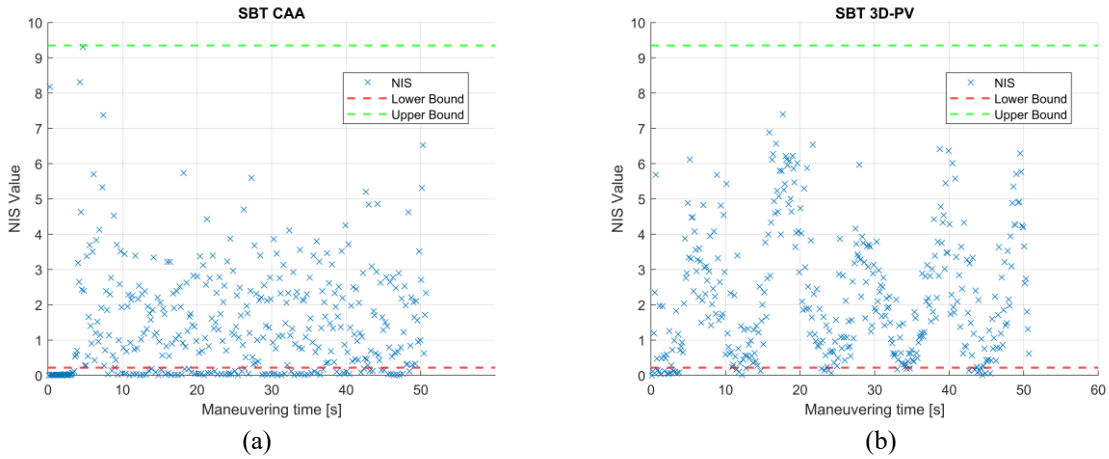 SBT CAA
10
9
8
7
6
5
4
3
2
1
0
NIS Value
NIS
Lower Bound
Upper Bound
0 10 20 30 40 50
Maneuvering time [s]
(a)
SBT 3D-PV
10
9
8
7
6
5
4
3
2
1
0
NIS Value
NIS
Lower Bound
Upper Bound
0 10 20 30 40 50 60
Maneuvering time [s]
(b)